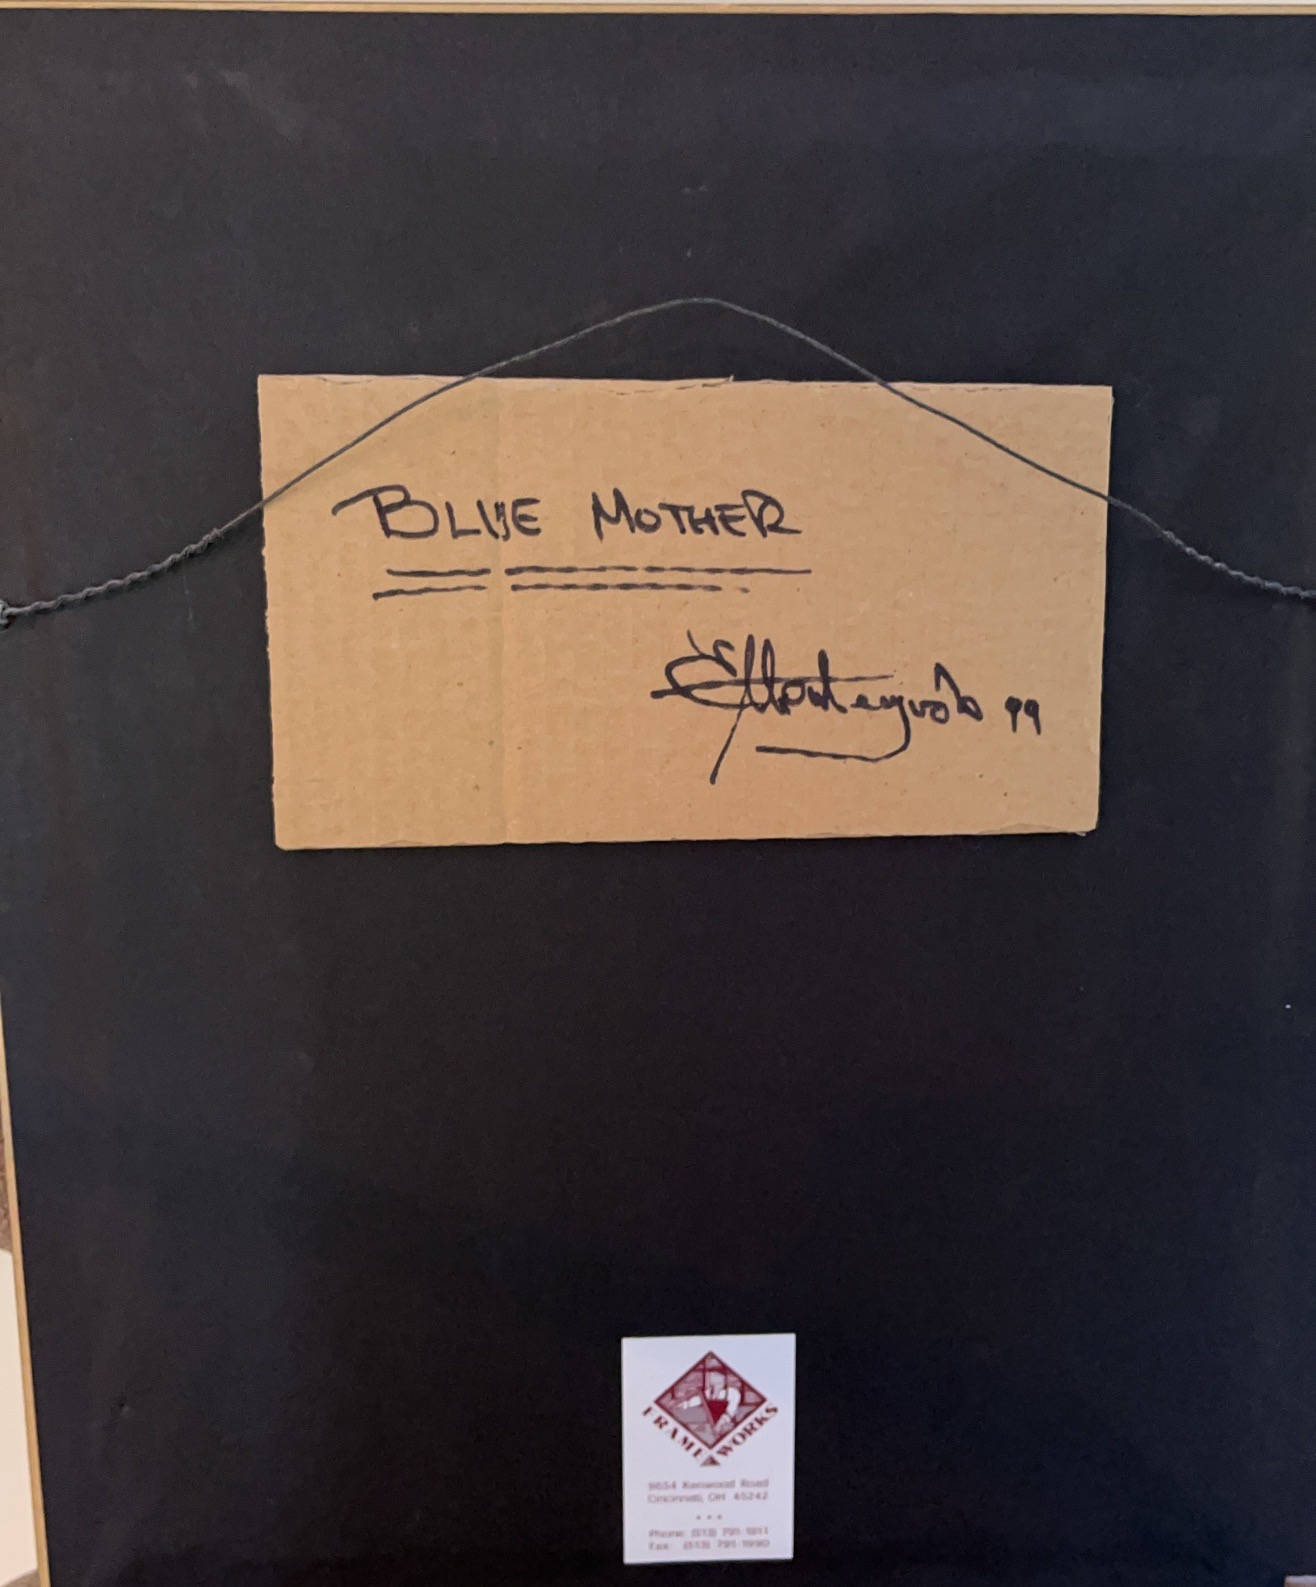 BLUE MOTHER
99
FRAME WORKS
9654 Kenwood Road
Cincinnati, OH 45242
Phone: (513) 791-1911
Fax: (513) 791-1990